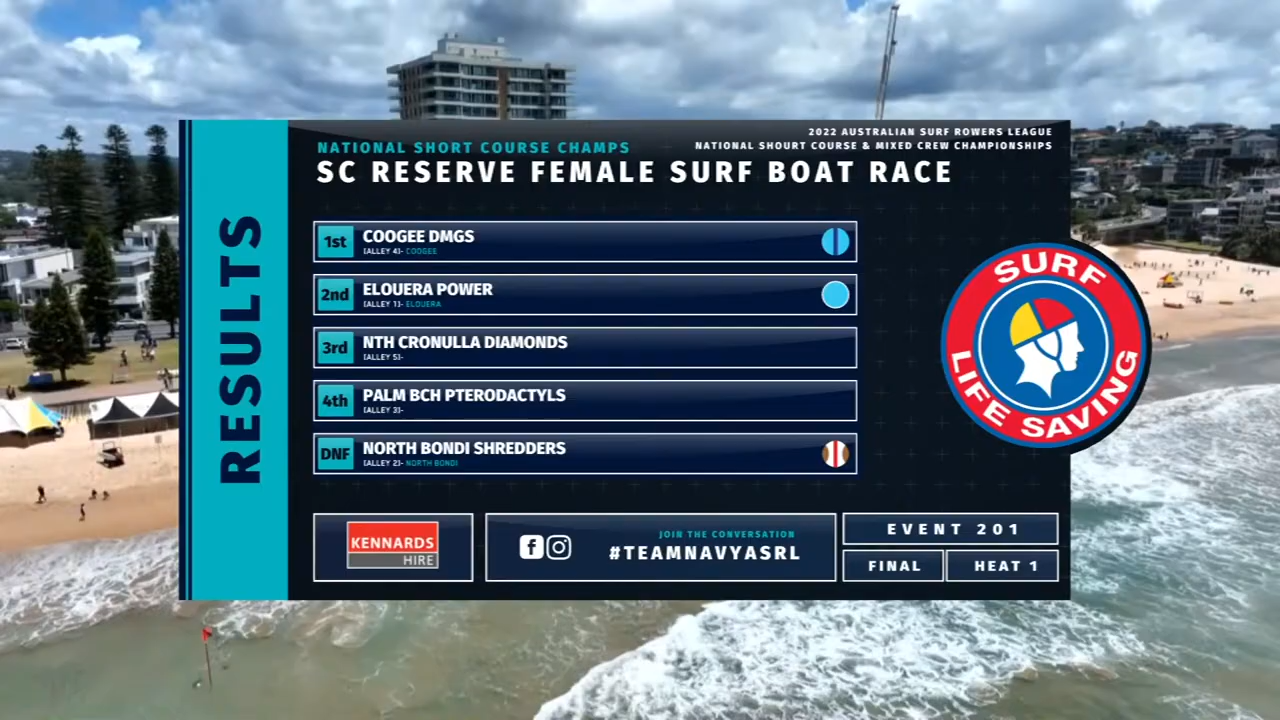 2022 AUSTRALIAN SURF ROWERS LEAGUE
NATIONAL SHOURT COURSE & MIXED CREW CHAMPIONSHIPS
NATIONAL SHORT COURSE CHAMPS
SC RESERVE FEMALE SURF BOAT RACE
RESULTS
1st COOGEE DMGS
(ALLEY 4)- COOGEE
2nd ELOUERA POWER
(ALLEY 1)- ELOUERA
3rd NTH CRONULLA DIAMONDS
(ALLEY 5)-
4th PALM BCH PTERODACTYLS
(ALLEY 3)-
DNF NORTH BONDI SHREDDERS
(ALLEY 2)- NORTH BONDI
SURF
LIFE SAVING
KENNARDS
HIRE
JOIN THE CONVERSATION
#TEAMNAVYASRL
EVENT 201
FINAL
HEAT 1